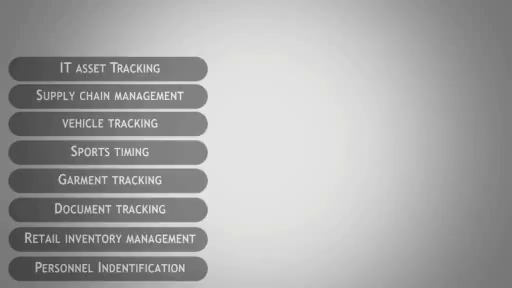 IT asset Tracking
Supply chain management
vehicle tracking
Sports timing
Garment tracking
Document tracking
Retail inventory management
Personnel Indentification